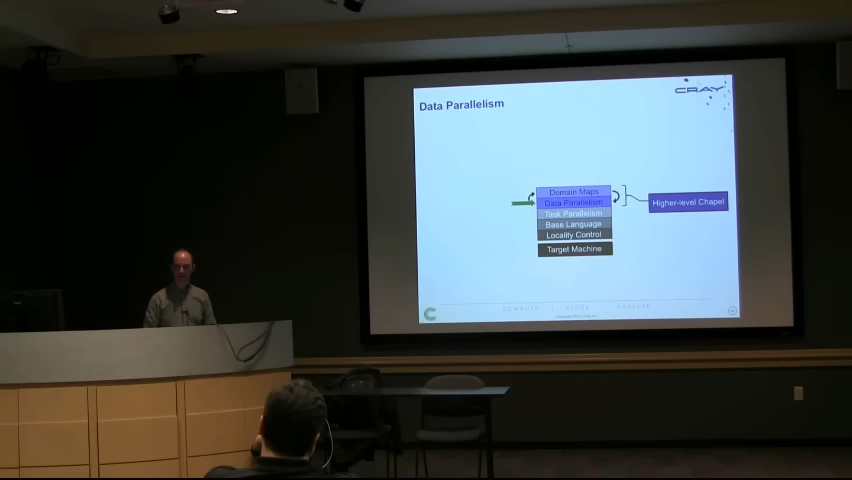 CRAY
Data Parallelism
Domain Maps
Data Parallelism
Higher-level Chapel
Task Parallelism
Base Language
Locality Control
Target Machine
COMPUTE | STORE | ANALYZE